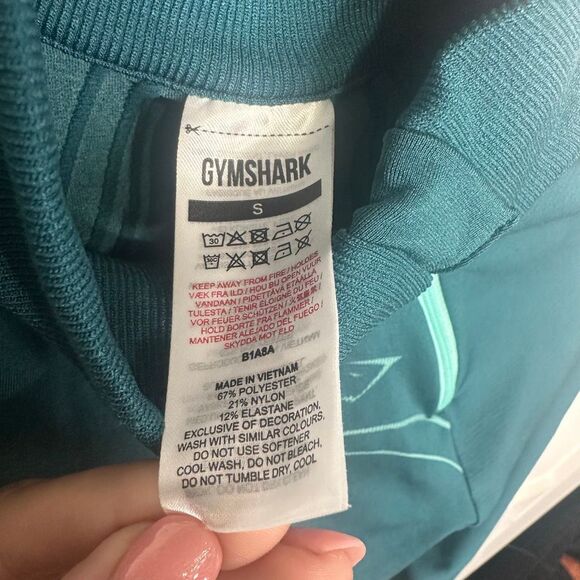 GYMSHARK
S
30
KEEP AWAY FROM FIRE / HOLDES
VÆK FRA ILD / HOU BIJ OPEN VUUR
VANDAAN / PIDETTÄVÄ ETÄÄLLÄ
TULESTA / TENIR ÉLOIGNÉ DU FEU /
VOR FEUER SCHÜTZEN /
HOLD BORTE FRA FLAMMER /
MANTENER ALEJADO DEL FUEGO /
SKYDDA MOT ELD
B1A8A
MADE IN VIETNAM
67% POLYESTER
21% NYLON
12% ELASTANE
EXCLUSIVE OF DECORATION,
WASH WITH SIMILAR COLOURS,
DO NOT USE SOFTENER
COOL WASH, DO NOT BLEACH,
DO NOT TUMBLE DRY, COOL